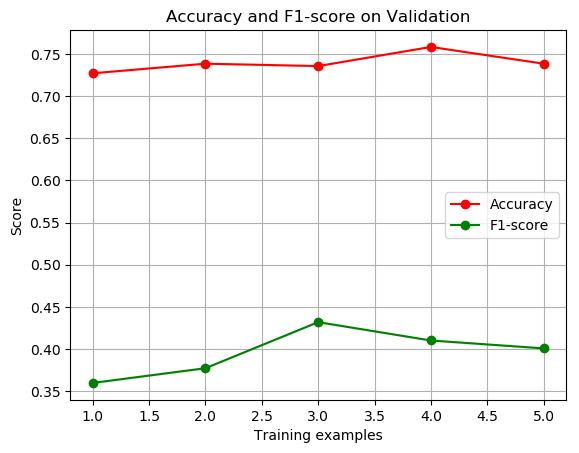 Accuracy and F1-score on Validation
0.75
0.70
0.65
0.60
0.55
0.50
0.45
0.40
0.35
Score
Accuracy
F1-score
1.0 1.5 2.0 2.5 3.0 3.5 4.0 4.5 5.0
Training examples